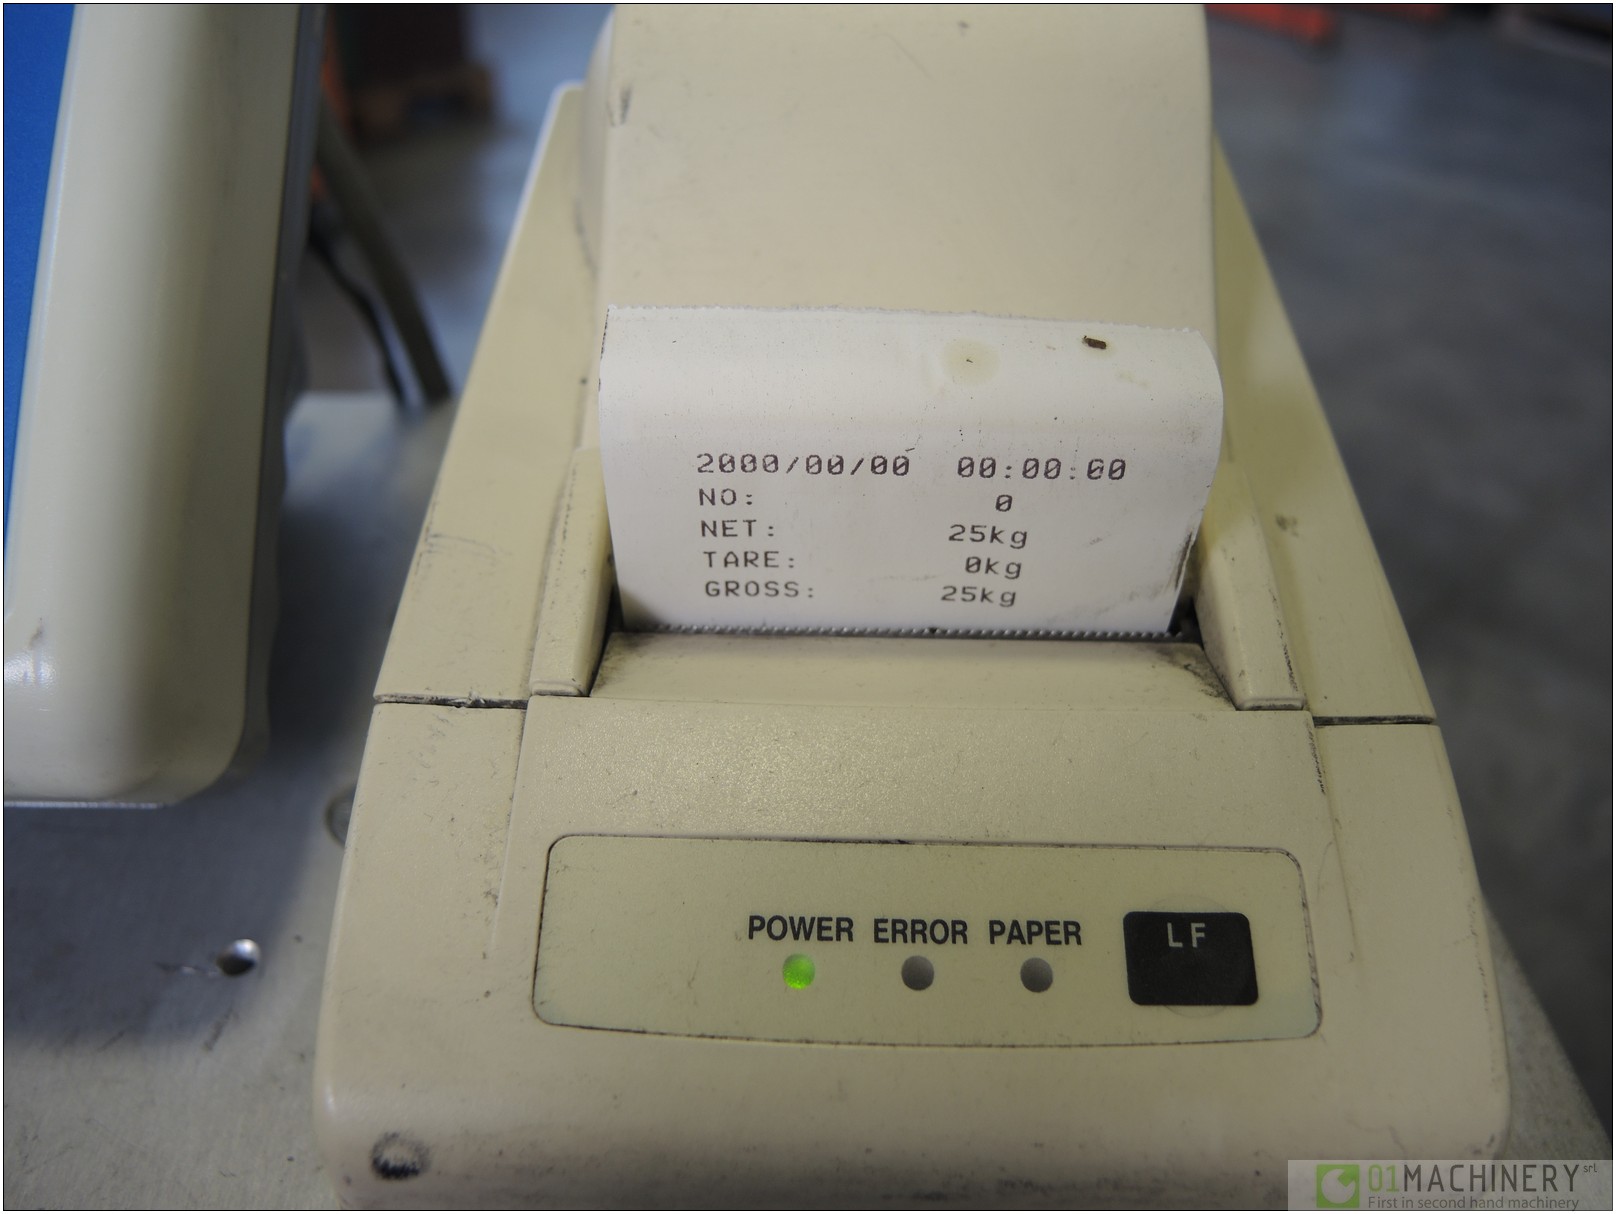 2000/00/00 00:00:00
NO: 0
NET: 25kg
TARE: 0kg
GROSS: 25kg
POWER ERROR PAPER
LF
01MACHINERY srl
First in second hand machinery